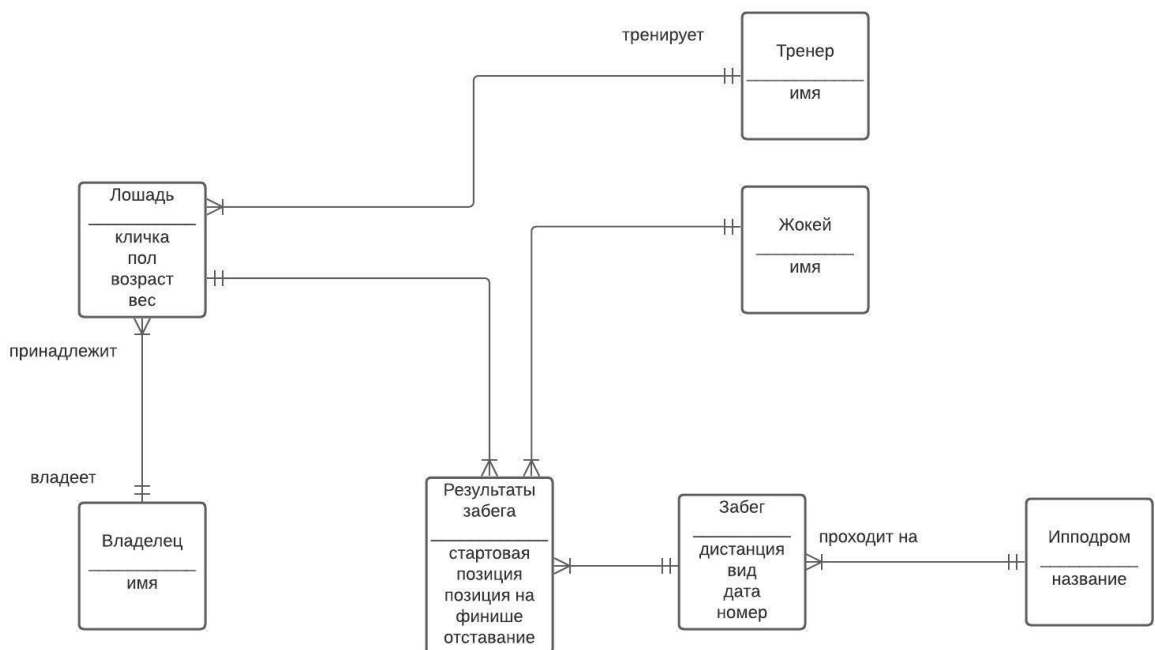 тренирует
Тренер
имя
Лошадь
кличка
пол
возраст
вес
Жокей
имя
принадлежит
владеет
Владелец
имя
Результаты
забега
стартовая
позиция
позиция на
финише
отставание
Забег
дистанция
вид
дата
номер
проходит на
Ипподром
название